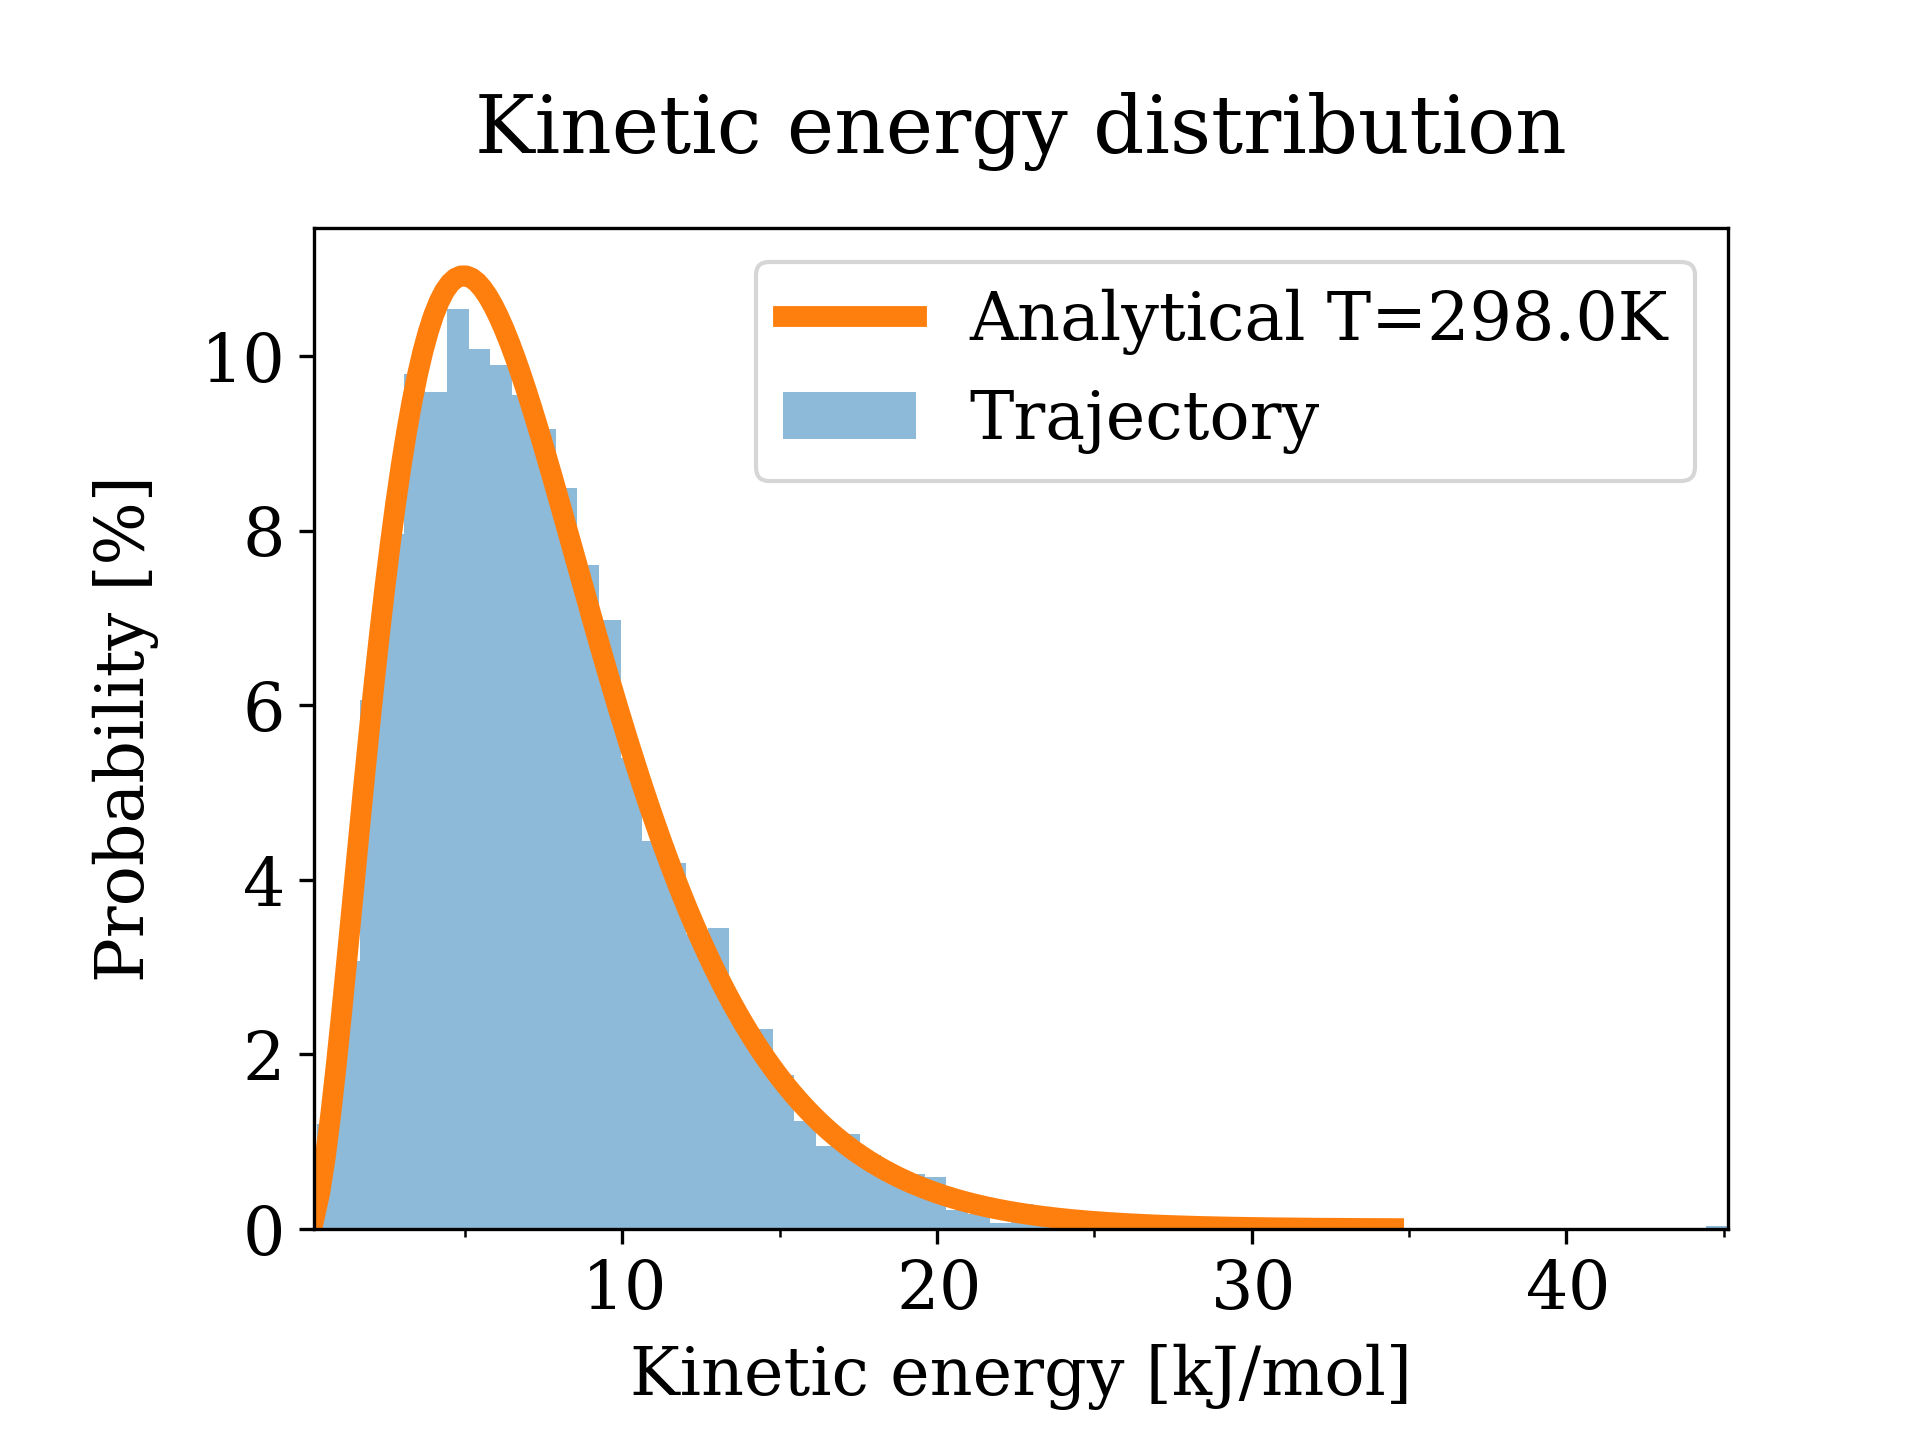 Kinetic energy distribution
Analytical T=298.0K
Trajectory
Probability [%]
10
8
6
4
2
0
10 20 30 40
Kinetic energy [kJ/mol]